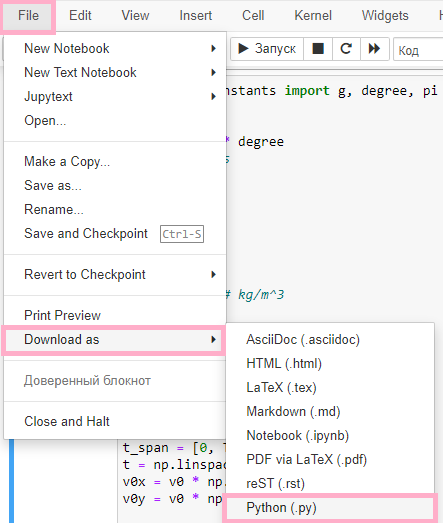 File Edit View Insert Cell Kernel Widgets
New Notebook
Запуск
Код
New Text Notebook
Jupytext
Open...
nstants import g, degree, pi
* degree
s
Make a Copy...
Save as...
Rename...
Save and Checkpoint Ctrl-S
Revert to Checkpoint
# kg/m^3
Print Preview
Download as
AsciiDoc (.asciidoc)
HTML (.html)
LaTeX (.tex)
Markdown (.md)
Notebook (.ipynb)
PDF via LaTeX (.pdf)
reST (.rst)
Python (.py)
Доверенный блокнот
Close and Halt
t_span = [0,
t = np.linspac
v0x = v0 * np.
v0y = v0 * np.